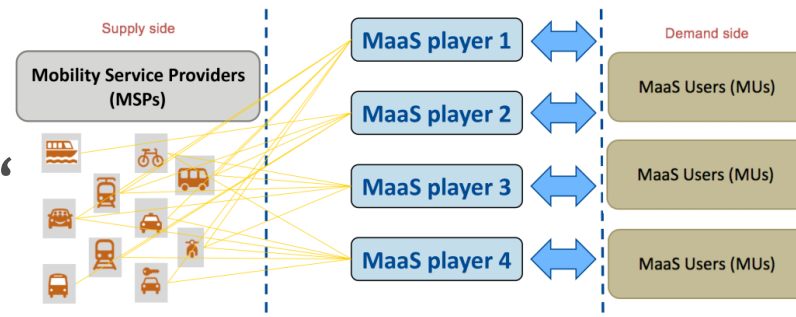 Supply side
Mobility Service Providers
(MSPs)
‘
MaaS player 1
MaaS player 2
MaaS player 3
MaaS player 4
Demand side
MaaS Users (MUs)
MaaS Users (MUs)
MaaS Users (MUs)